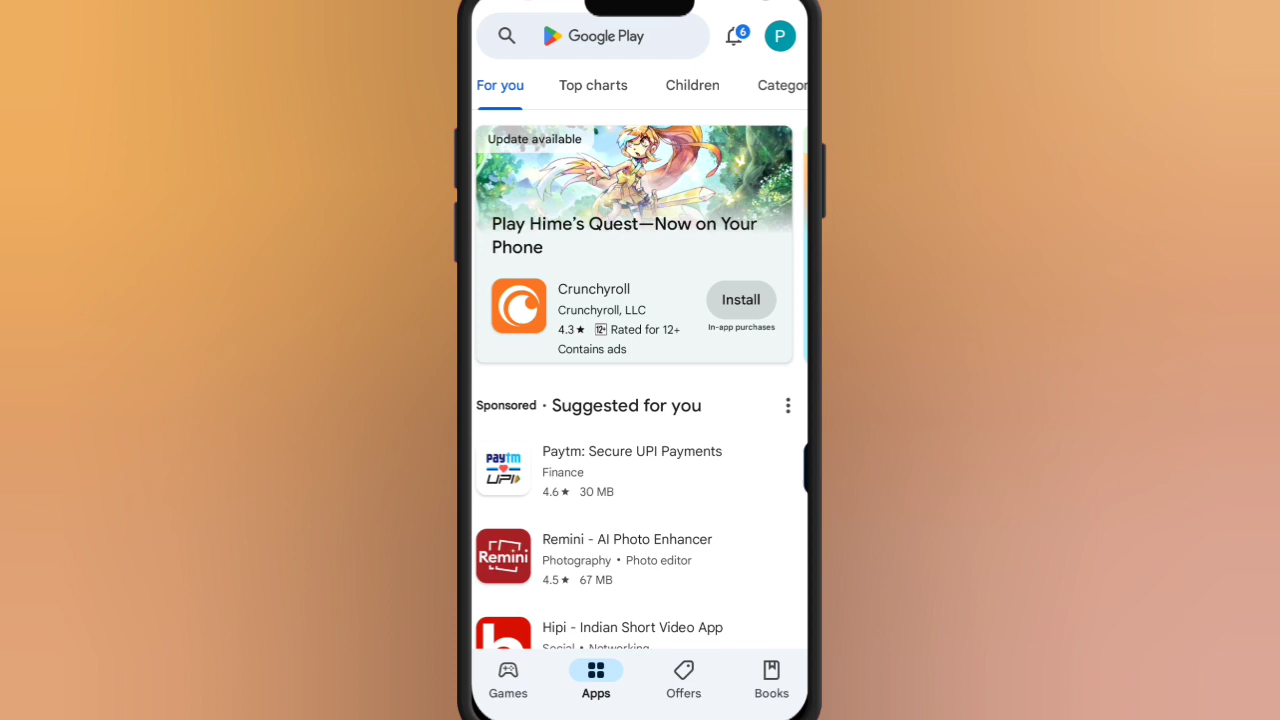 Google Play
6
P
For you
Top charts
Children
Categor
Update available
Play Hime's Quest—Now on Your
Phone
Crunchyroll
Crunchyroll, LLC
4.3★ 12+ Rated for 12+
Contains ads
Install
In-app purchases
Sponsored • Suggested for you
paytm
UPI
Paytm: Secure UPI Payments
Finance
4.6★ 30 MB
Remini
Remini - AI Photo Enhancer
Photography • Photo editor
4.5★ 67 MB
Hipi - Indian Short Video App
Social • Networking
Games
Apps
Offers
Books